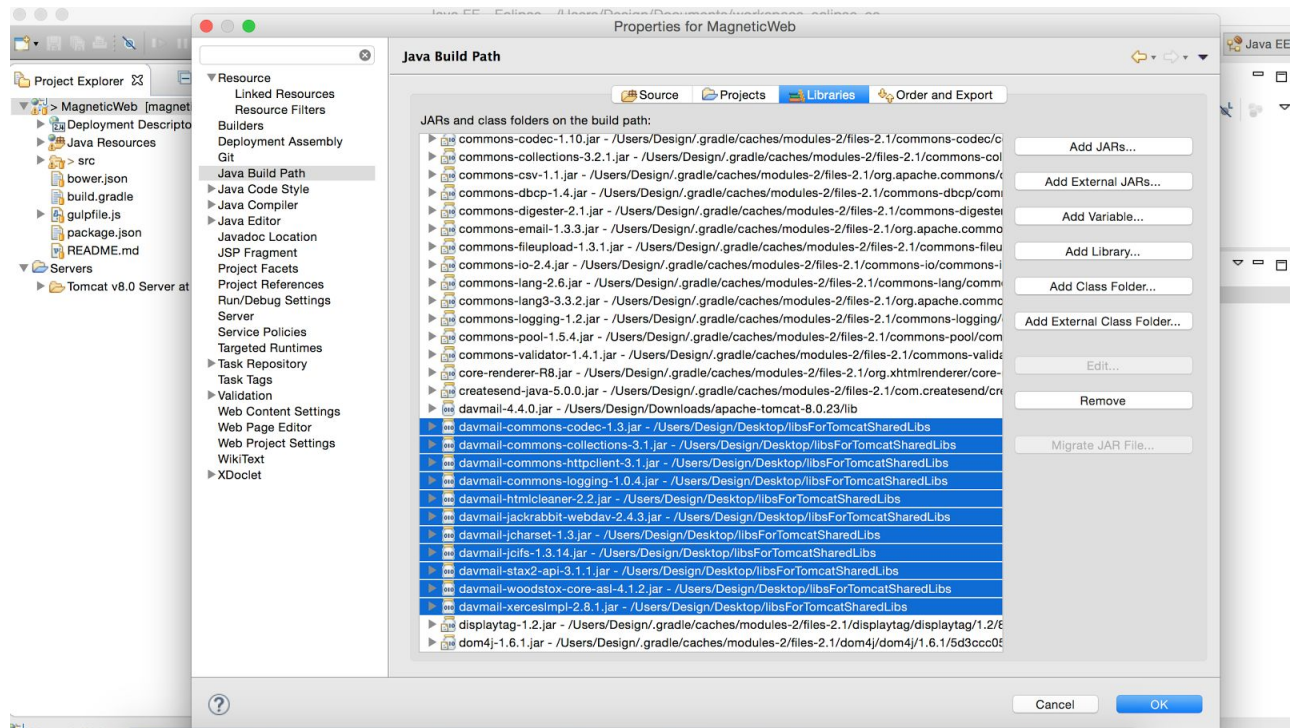 Java EE - Eclipse - /Users/Design/Documents/workspace_eclipse_ee
Properties for MagneticWeb
Java EE
Project Explorer
> MagneticWeb [magnet
Deployment Descripto
Java Resources
> src
bower.json
build.gradle
gulpfile.js
package.json
README.md
Servers
Tomcat v8.0 Server at
Resource
Linked Resources
Resource Filters
Builders
Deployment Assembly
Git
Java Build Path
Java Code Style
Java Compiler
Java Editor
Javadoc Location
JSP Fragment
Project Facets
Project References
Run/Debug Settings
Server
Service Policies
Targeted Runtimes
Task Repository
Task Tags
Validation
Web Content Settings
Web Page Editor
Web Project Settings
WikiText
XDoclet
Java Build Path
Source Projects Libraries Order and Export
JARs and class folders on the build path:
commons-codec-1.10.jar - /Users/Design/.gradle/caches/modules-2/files-2.1/commons-codec/c
commons-collections-3.2.1.jar - /Users/Design/.gradle/caches/modules-2/files-2.1/commons-col
commons-csv-1.1.jar - /Users/Design/.gradle/caches/modules-2/files-2.1/org.apache.commons/c
commons-dbcp-1.4.jar - /Users/Design/.gradle/caches/modules-2/files-2.1/commons-dbcp/com
commons-digester-2.1.jar - /Users/Design/.gradle/caches/modules-2/files-2.1/commons-digester
commons-email-1.3.3.jar - /Users/Design/.gradle/caches/modules-2/files-2.1/org.apache.commo
commons-fileupload-1.3.1.jar - /Users/Design/.gradle/caches/modules-2/files-2.1/commons-fileu
commons-io-2.4.jar - /Users/Design/.gradle/caches/modules-2/files-2.1/commons-io/commons-i
commons-lang-2.6.jar - /Users/Design/.gradle/caches/modules-2/files-2.1/commons-lang/comm
commons-lang3-3.3.2.jar - /Users/Design/.gradle/caches/modules-2/files-2.1/org.apache.commc
commons-logging-1.2.jar - /Users/Design/.gradle/caches/modules-2/files-2.1/commons-logging/
commons-pool-1.5.4.jar - /Users/Design/.gradle/caches/modules-2/files-2.1/commons-pool/com
commons-validator-1.4.1.jar - /Users/Design/.gradle/caches/modules-2/files-2.1/commons-valida
core-renderer-R8.jar - /Users/Design/.gradle/caches/modules-2/files-2.1/org.xhtmlrenderer/core-
createsend-java-5.0.0.jar - /Users/Design/.gradle/caches/modules-2/files-2.1/com.createsend/cre
davmail-4.4.0.jar - /Users/Design/Downloads/apache-tomcat-8.0.23/lib
davmail-commons-codec-1.3.jar - /Users/Design/Desktop/libsForTomcatSharedLibs
davmail-commons-collections-3.1.jar - /Users/Design/Desktop/libsForTomcatSharedLibs
davmail-commons-httpclient-3.1.jar - /Users/Design/Desktop/libsForTomcatSharedLibs
davmail-commons-logging-1.0.4.jar - /Users/Design/Desktop/libsForTomcatSharedLibs
davmail-htmlcleaner-2.2.jar - /Users/Design/Desktop/libsForTomcatSharedLibs
davmail-jackrabbit-webdav-2.4.3.jar - /Users/Design/Desktop/libsForTomcatSharedLibs
davmail-jcharset-1.3.jar - /Users/Design/Desktop/libsForTomcatSharedLibs
davmail-jcifs-1.3.14.jar - /Users/Design/Desktop/libsForTomcatSharedLibs
davmail-stax2-api-3.1.1.jar - /Users/Design/Desktop/libsForTomcatSharedLibs
davmail-woodstox-core-asl-4.1.2.jar - /Users/Design/Desktop/libsForTomcatSharedLibs
davmail-xercesImpl-2.8.1.jar - /Users/Design/Desktop/libsForTomcatSharedLibs
displaytag-1.2.jar - /Users/Design/.gradle/caches/modules-2/files-2.1/displaytag/displaytag/1.2/8
dom4j-1.6.1.jar - /Users/Design/.gradle/caches/modules-2/files-2.1/dom4j/dom4j/1.6.1/5d3ccc05
Add JARs...
Add External JARs...
Add Variable...
Add Library...
Add Class Folder...
Add External Class Folder...
Edit...
Remove
Migrate JAR File...
Cancel
OK